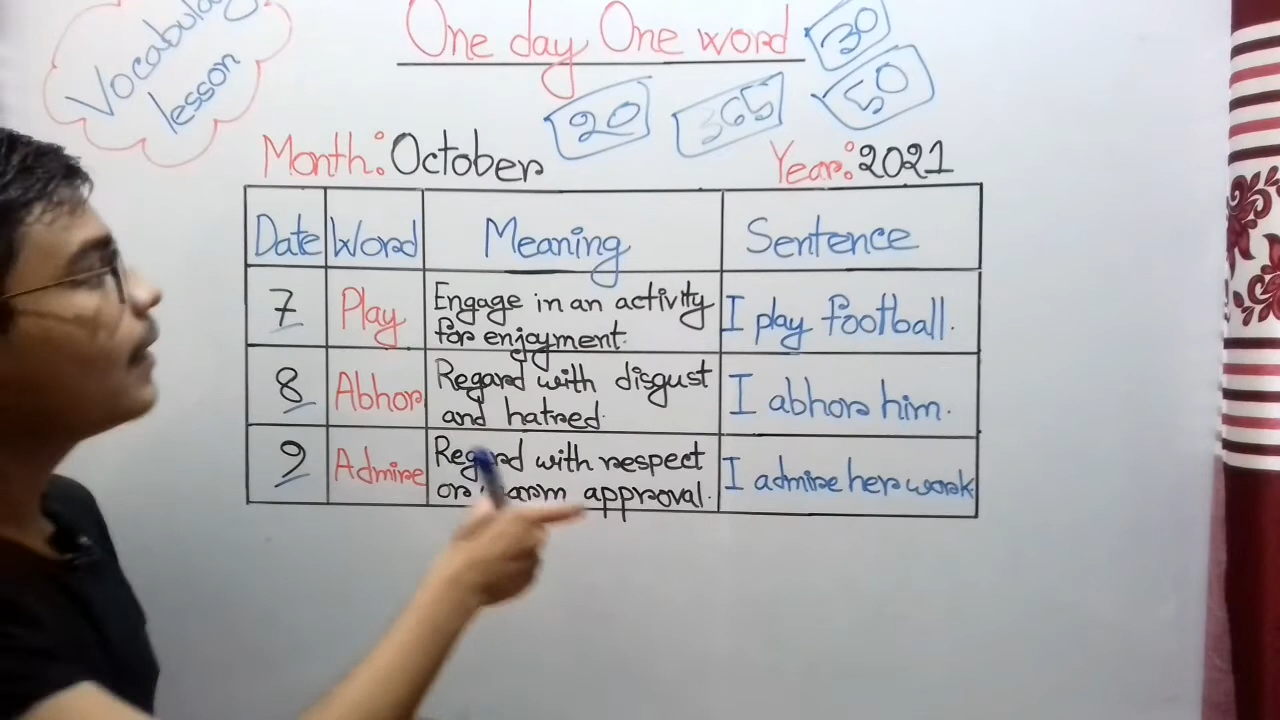 Vocabulary
lesson
One day One word
30
50
20
365
Month: October
Year: 2021
Date Word Meaning Sentence
7 Play Engage in an activity
for enjoyment.
I play football.
8 Abhor Regard with disgust
and hatred.
I abhor him.
9 Admire Regard with respect
or warm approval.
I admire her work